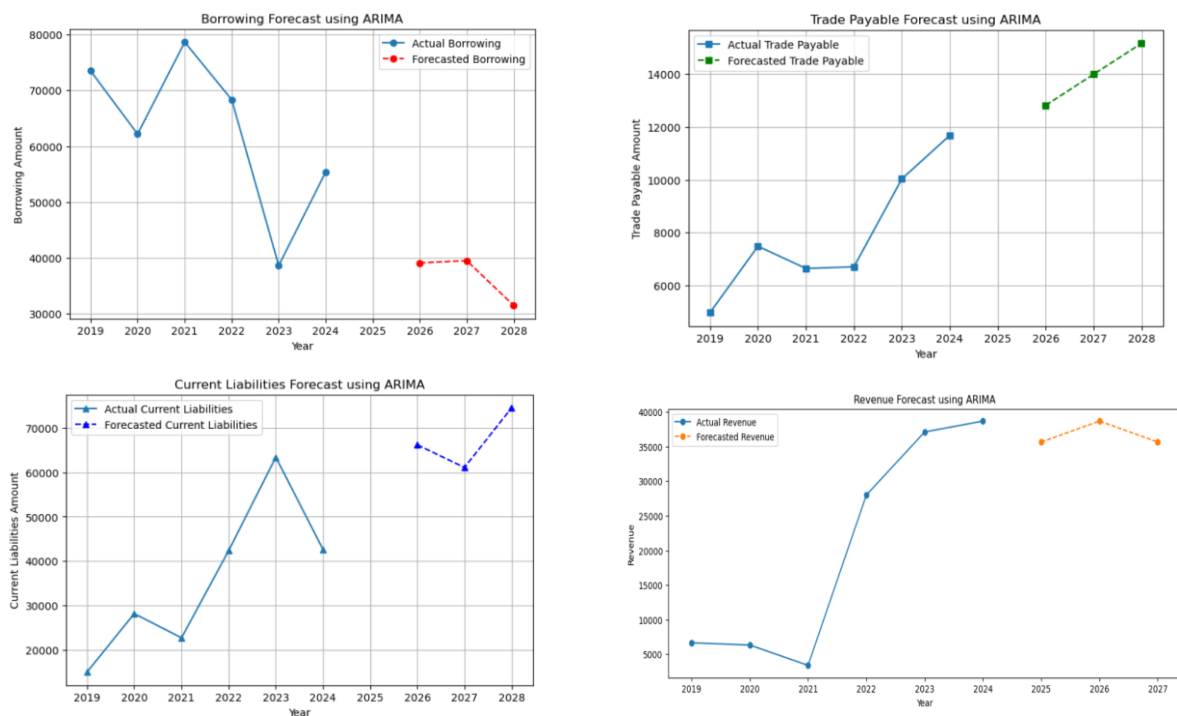 Borrowing Forecast using ARIMA
Actual Borrowing
Forecasted Borrowing
Borrowing Amount
80000
70000
60000
50000
40000
30000
2019 2020 2021 2022 2023 2024 2025 2026 2027 2028
Year
Trade Payable Forecast using ARIMA
Actual Trade Payable
Forecasted Trade Payable
Trade Payable Amount
14000
12000
10000
8000
6000
2019 2020 2021 2022 2023 2024 2025 2026 2027 2028
Year
Current Liabilities Forecast using ARIMA
Actual Current Liabilities
Forecasted Current Liabilities
Current Liabilities Amount
70000
60000
50000
40000
30000
20000
2019 2020 2021 2022 2023 2024 2025 2026 2027 2028
Year
Revenue Forecast using ARIMA
Actual Revenue
Forecasted Revenue
Revenue
40000
35000
30000
25000
20000
15000
10000
5000
2019 2020 2021 2022 2023 2024 2025 2026 2027
Year